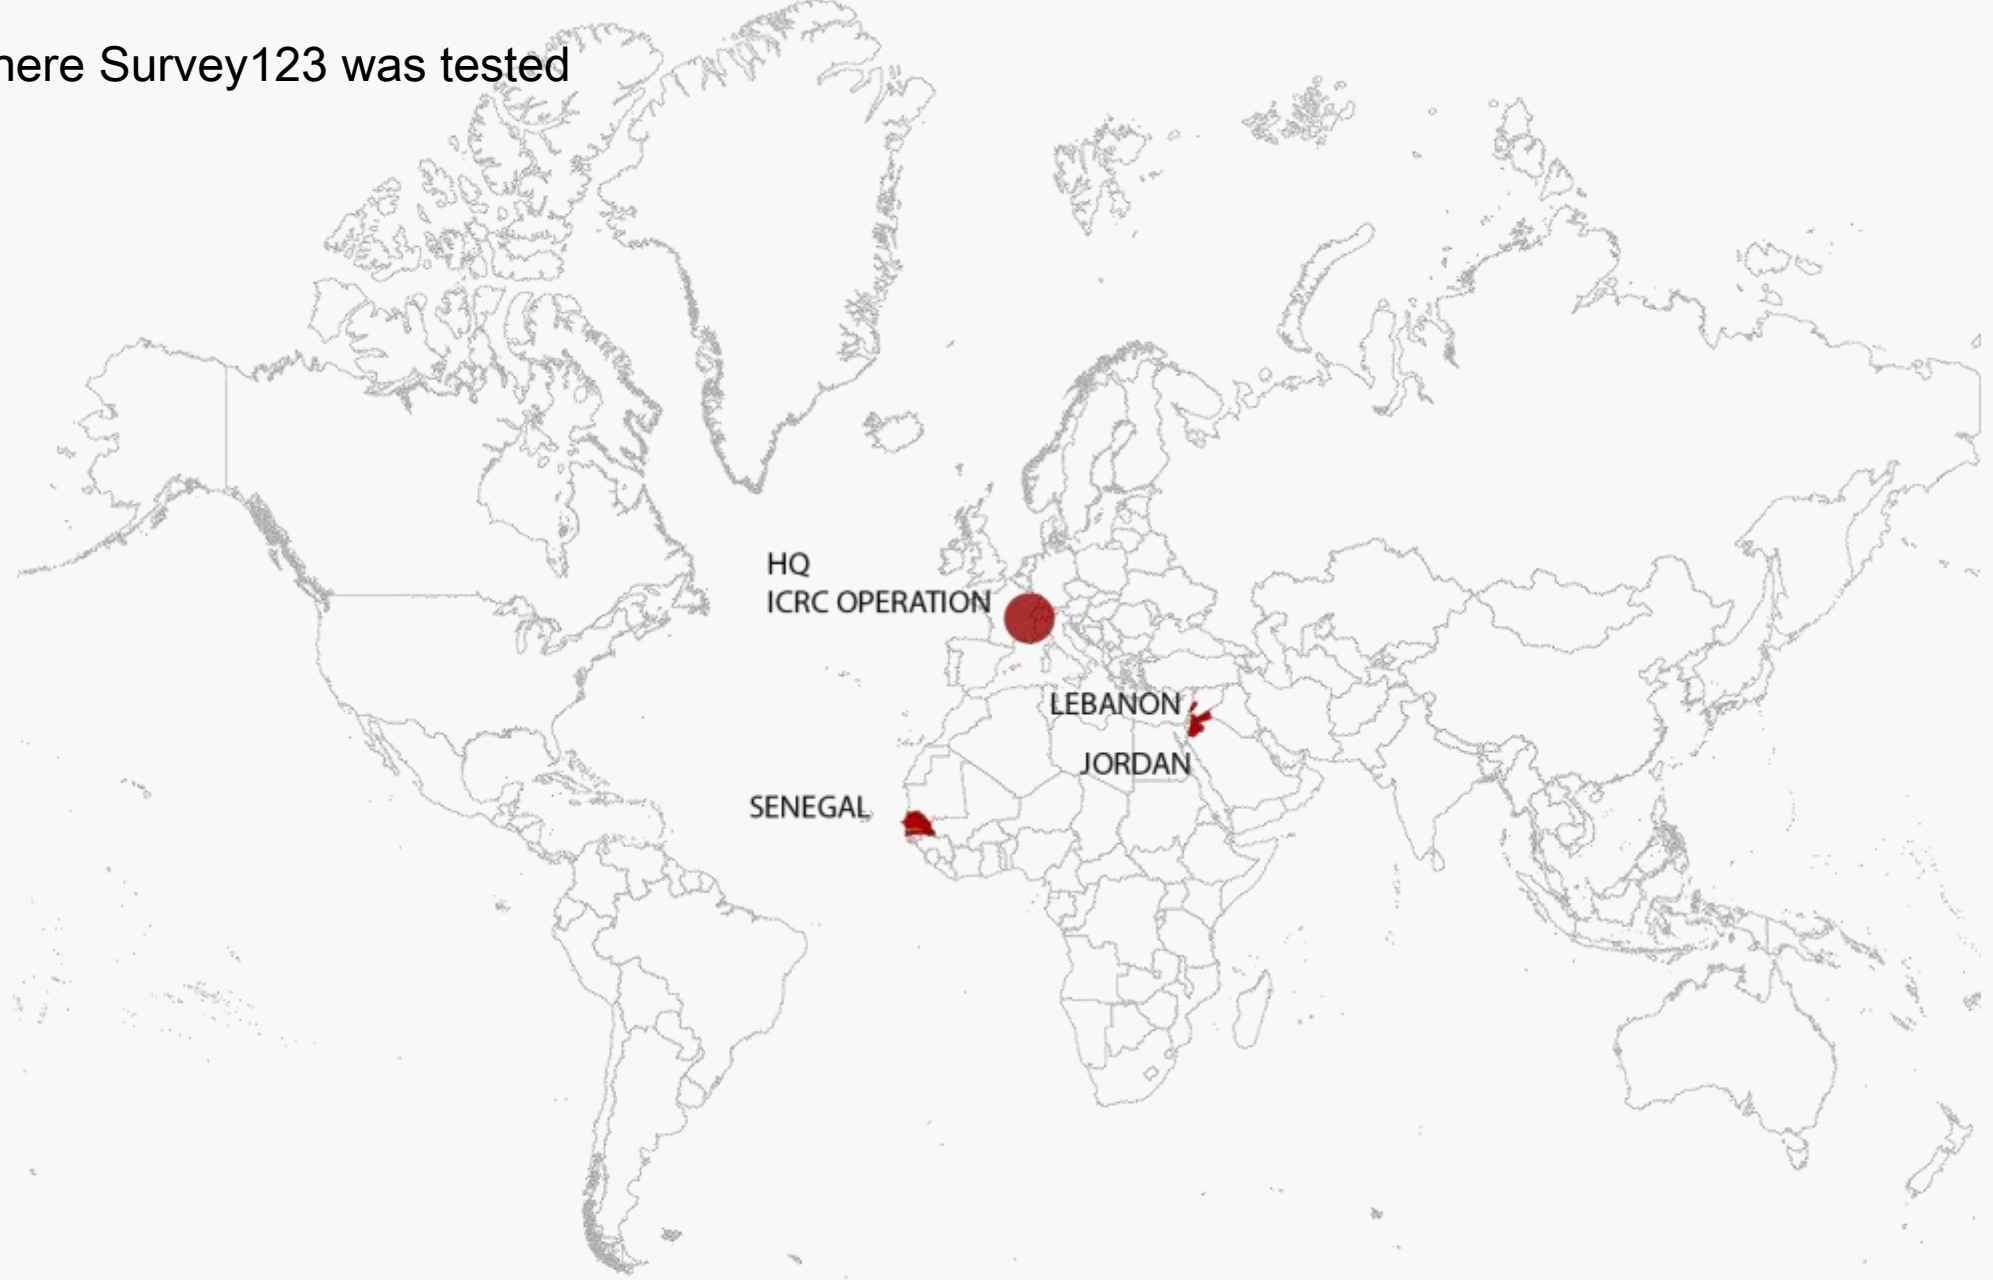 here Survey123 was tested
HQ
ICRC OPERATION
LEBANON
JORDAN
SENEGAL